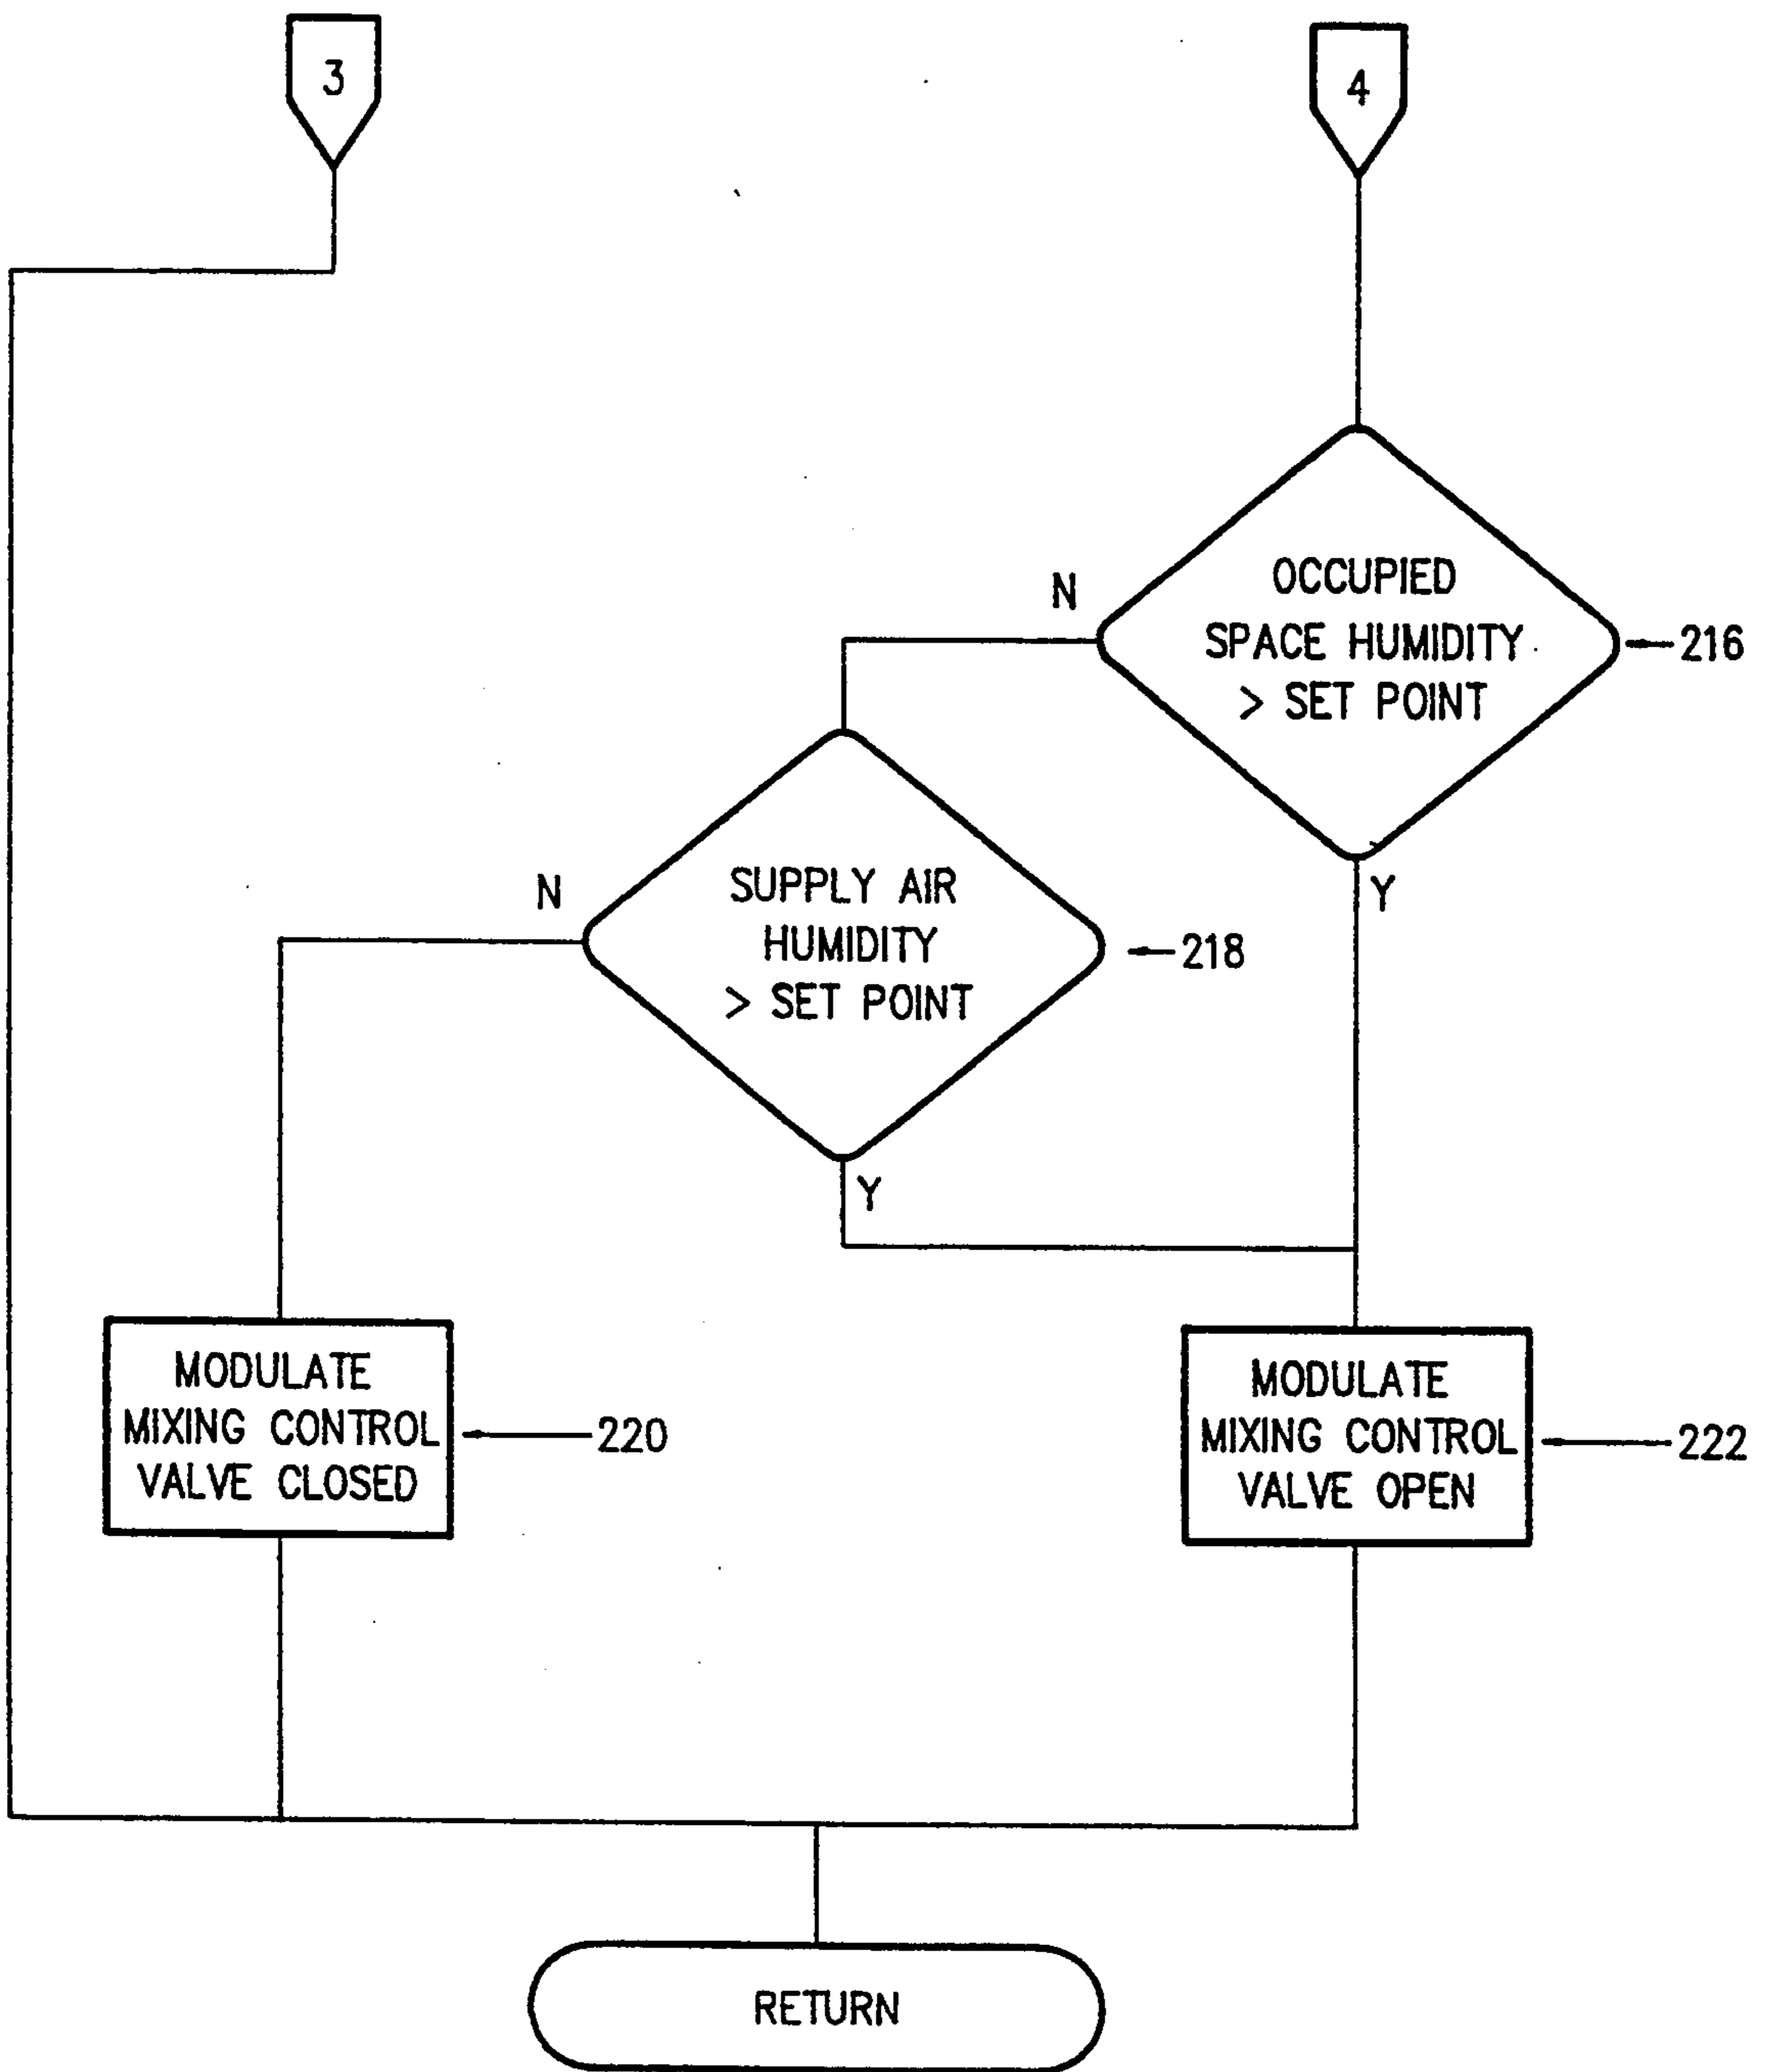 3
4
OCCUPIED
SPACE HUMIDITY
> SET POINT
N
216
Y
SUPPLY AIR
HUMIDITY
> SET POINT
N
218
Y
MODULATE
MIXING CONTROL
VALVE CLOSED
220
MODULATE
MIXING CONTROL
VALVE OPEN
222
RETURN